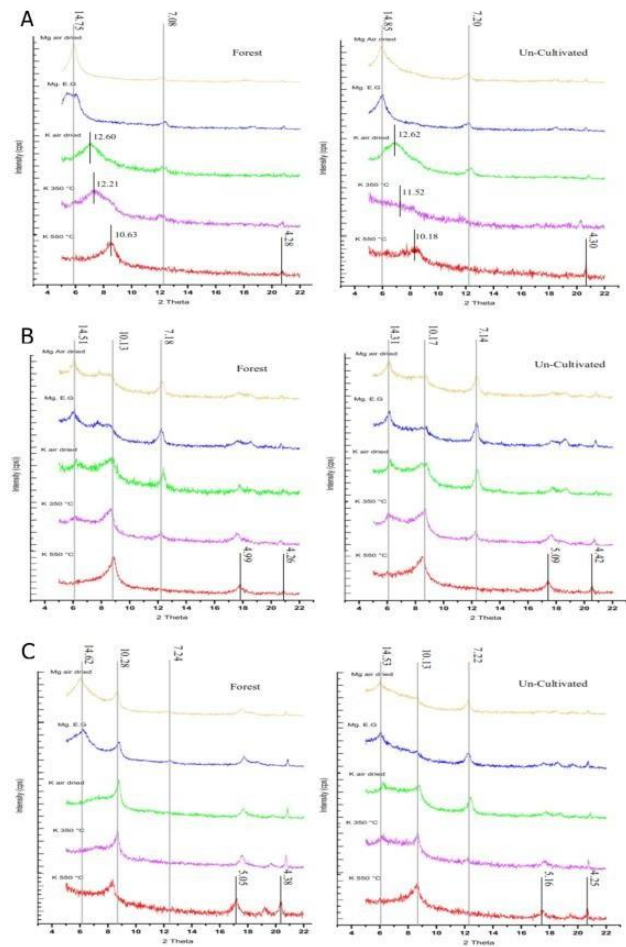 A
14.75 7.08
Forest
Mg air dried
Mg. E.G
K air dried
12.60
K 350 °C
12.21
K 550 °C
10.63
4.28
Intensity (cps)
4 6 8 10 12 14 16 18 20 22
2 Theta
14.85 7.20
Un-Cultivated
Mg Air dried
Mg. E.G
K air dried
12.62
K 350 °C
11.52
K 550 °C
10.18
4.30
Intensity (cps)
4 6 8 10 12 14 16 18 20 22
2 Theta
B
14.51 10.13 7.18
Forest
Mg Air dried
Mg. E.G
K air dried
K 350 °C
K 550 °C
4.99 4.26
Intensity (cps)
4 6 8 10 12 14 16 18 20 22
2 Theta
14.31 10.17 7.14
Un-Cultivated
Mg Air dried
Mg. E.G
K air dried
K 350 °C
K 550 °C
5.09 4.42
Intensity (cps)
4 6 8 10 12 14 16 18 20 22
2 Theta
C
14.62 10.28 7.24
Forest
Mg air dried
Mg. E.G
K air dried
K 350 °C
K 550 °C
5.05 4.38
Intensity (cps)
4 6 8 10 12 14 16 18 20 22
2 Theta
14.53 10.13 7.22
Un-Cultivated
Mg air dried
Mg. E.G
K air dried
K 350 °C
K 550 °C
5.16 4.25
Intensity (cps)
4 6 8 10 12 14 16 18 20 22
2 Theta